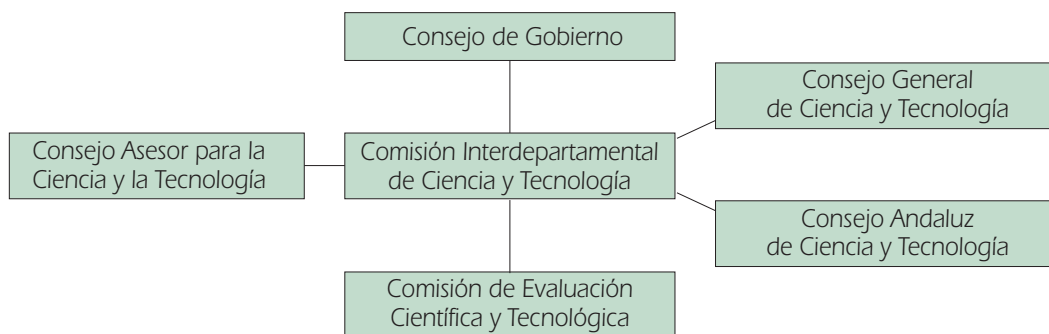 Consejo de Gobierno
Consejo General
de Ciencia y Tecnología
Consejo Asesor para la
Ciencia y la Tecnología
Comisión Interdepartamental
de Ciencia y Tecnología
Consejo Andaluz
de Ciencia y Tecnología
Comisión de Evaluación
Científica y Tecnológica